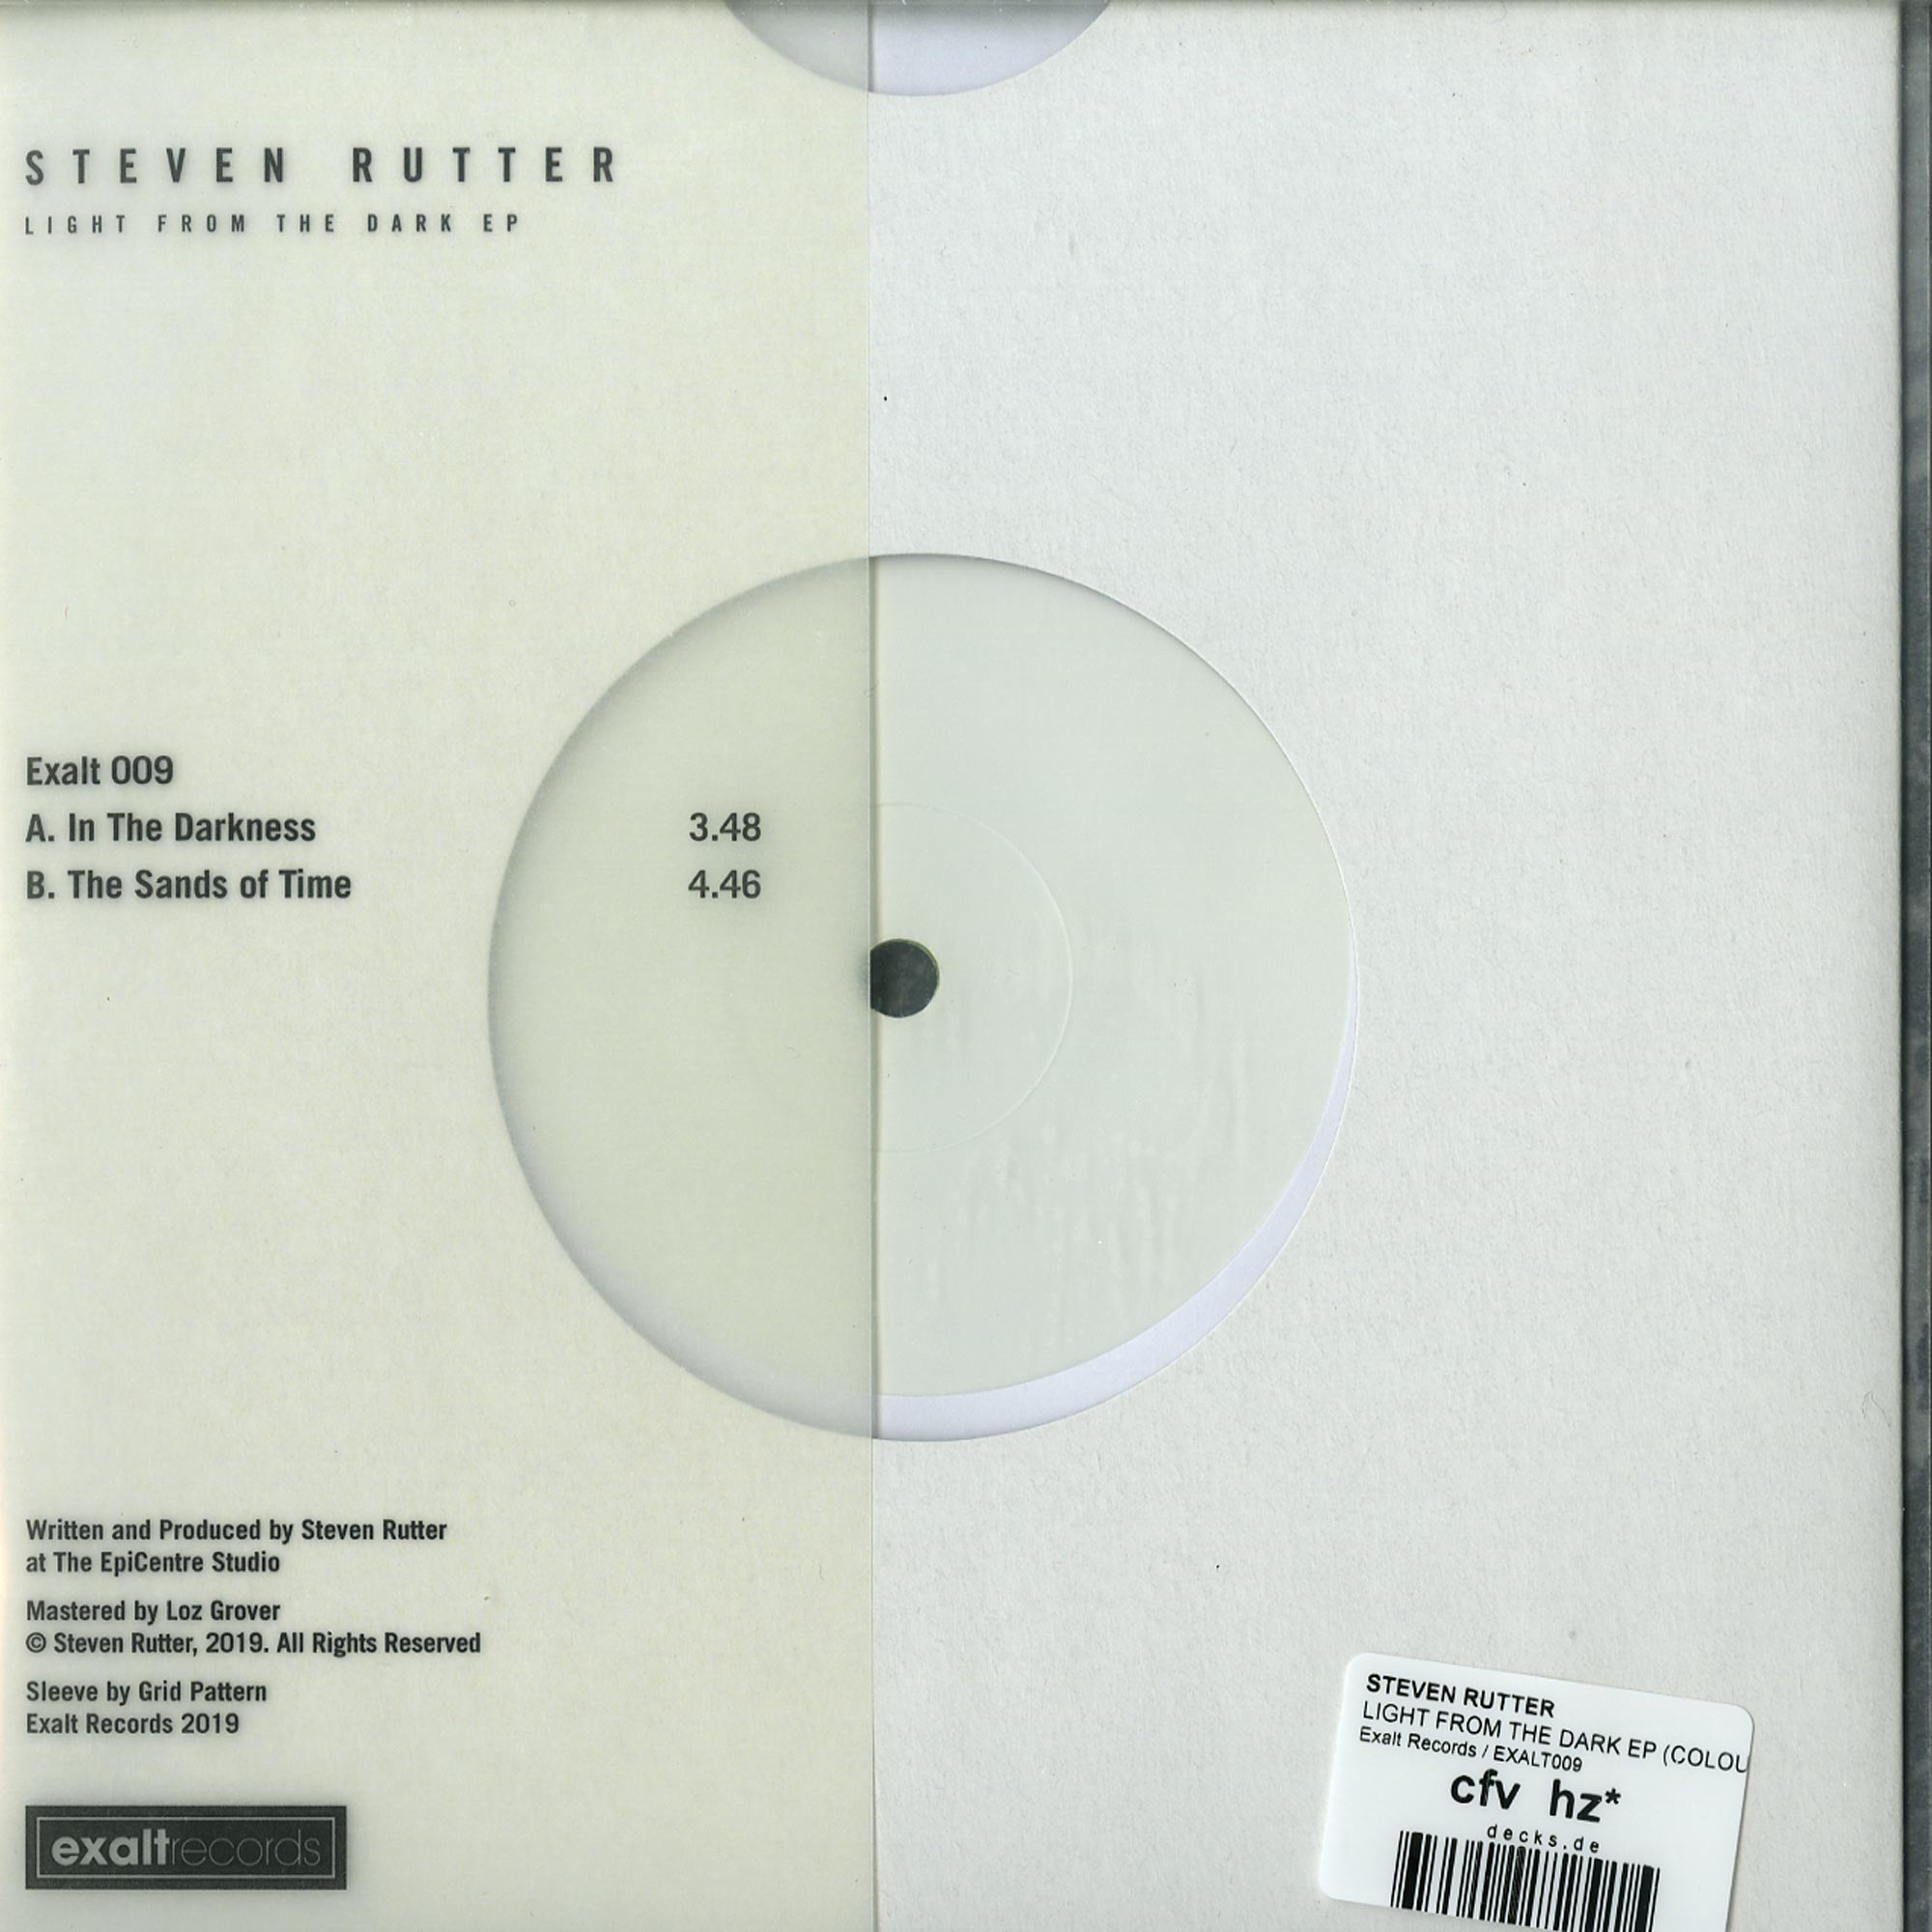 STEVEN RUTTER
LIGHT FROM THE DARK EP
Exalt 009
A. In The Darkness 3.48
B. The Sands of Time 4.46
Written and Produced by Steven Rutter
at The EpiCentre Studio
Mastered by Loz Grover
© Steven Rutter, 2019. All Rights Reserved
Sleeve by Grid Pattern
Exalt Records 2019
exaltrecords
STEVEN RUTTER
LIGHT FROM THE DARK EP (COLOU
Exalt Records / EXALT009
cfv hz*
decks.de